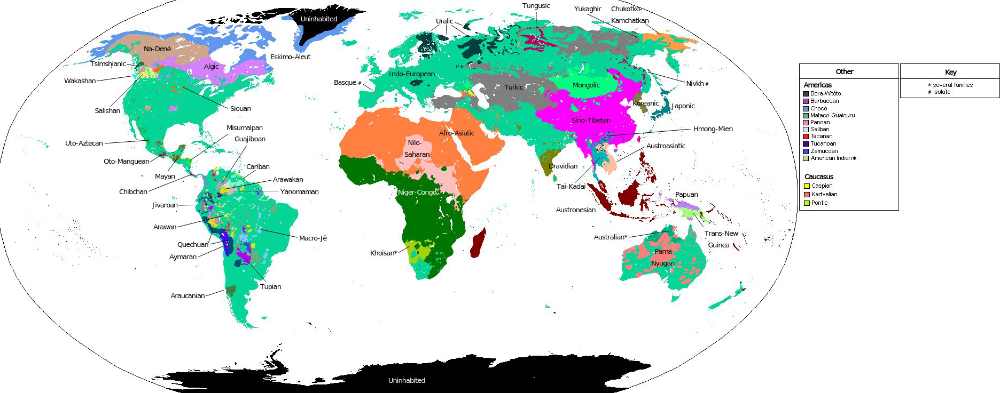 Tungusic
Yukaghir
Chukotko-
Kamchatkan
Uninhabited
Uralic
Na-Dené
Eskimo-Aleut
Tsimshianic
Algic
Wakashan
Indo-European
Basque #
Turkic
Mongolic
Nivkh #
Koreanic
Japonic
Salishan
Siouan
Sino-Tibetan
Hmong-Mien
Misumalpan
Guajiboan
Afro-Asiatic
Uto-Aztecan
Nilo-
Saharan
Austroasiatic
Oto-Manguean
Mayan
Cariban
Dravidian
Arawakan
Chibchan
Yanomaman
Niger-Congo
Tai-Kadai
Papuan
Jivaroan
Austronesian
Arawan
Macro-Jê
Australian*
Trans-New
Guinea
Quechuan
Aymaran
Khoisan*
Pama-
Nyugan
Tupian
Araucanian
Uninhabited
Other
Americas
Bora-Witóto
Barbacoan
Choco
Mataco-Guaicuru
Panoan
Saliban
Tacanan
Tucanoan
Zamucoan
American Indian*
Caucasus
Caspian
Kartvelian
Pontic
Key
* several families
# isolate